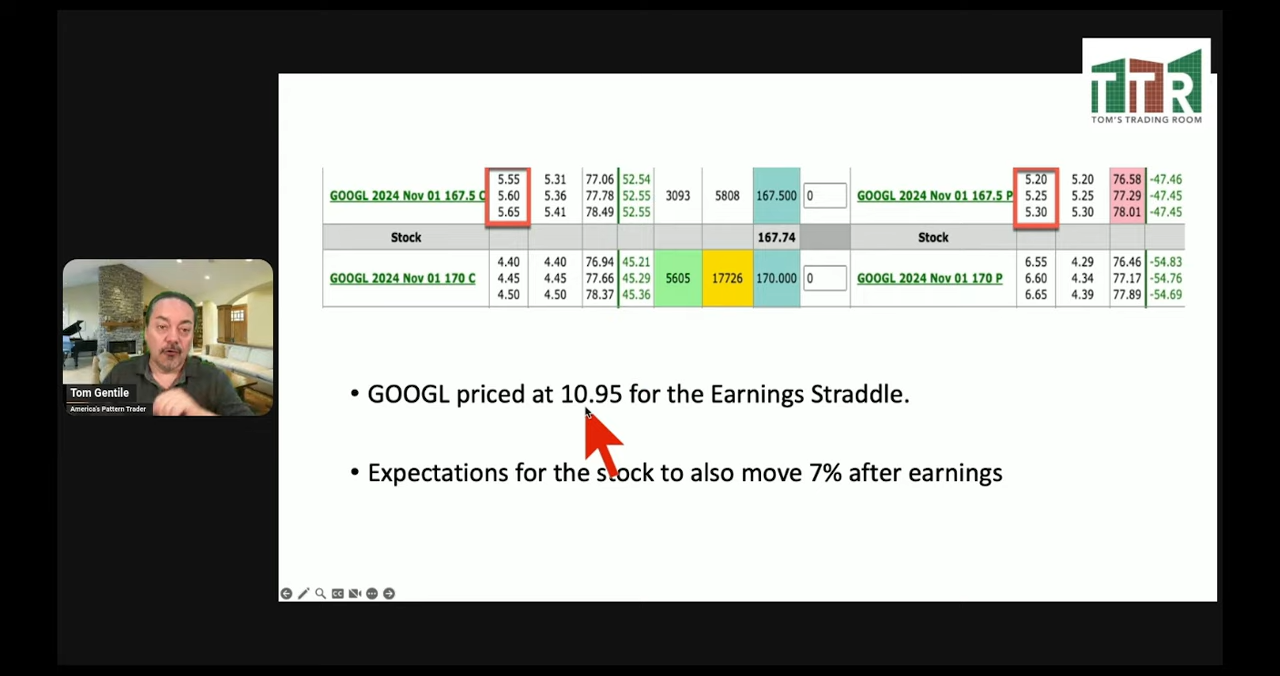 TTR
TOM'S TRADING ROOM
5.55 5.31 77.06 52.54 5.20 5.20 76.58 -47.46
GOOGL 2024 Nov 01 167.5 C 5.60 5.36 77.78 52.55 3093 5808 167.500 0 GOOGL 2024 Nov 01 167.5 P 5.25 5.25 77.29 -47.45
5.65 5.41 78.49 52.55 5.30 5.30 78.01 -47.45
Stock 167.74 Stock
4.40 4.40 76.94 45.21 6.55 4.29 76.46 -54.83
GOOGL 2024 Nov 01 170 C 4.45 4.45 77.66 45.29 5605 17726 170.000 0 GOOGL 2024 Nov 01 170 P 6.60 4.34 77.17 -54.76
4.50 4.50 78.37 45.36 6.65 4.39 77.89 -54.69
Tom Gentile
America's Pattern Trader
• GOOGL priced at 10.95 for the Earnings Straddle.
• Expectations for the stock to also move 7% after earnings
CC